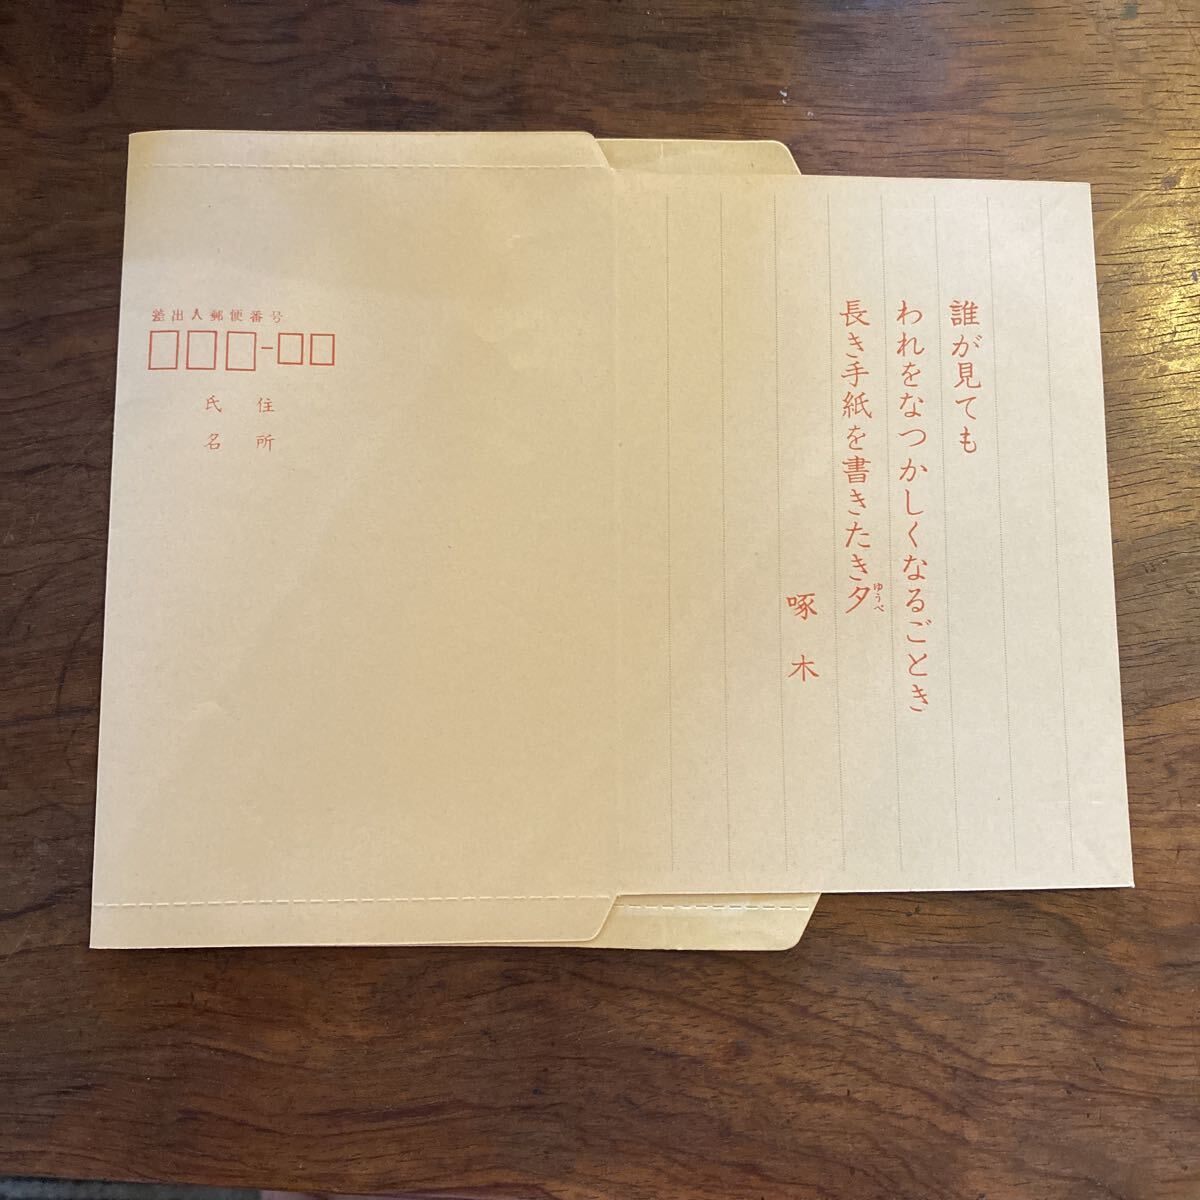 誰が見ても
われをなつかしくなるごとき
長き手紙を書きたき夕
ゆうべ
啄木
差出人郵便番号
住所
氏名